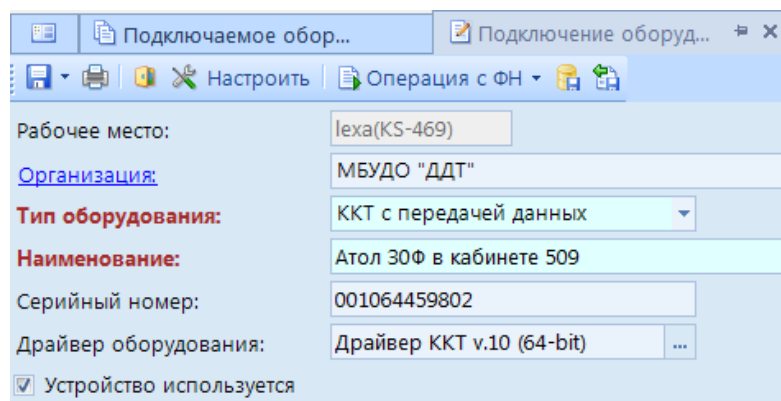 Подключаемое обор... Подключение оборуд...
Настроить Операция с ФН
Рабочее место: lexa(KS-469)
Организация: МБУДО "ДДТ"
Тип оборудования: ККТ с передачей данных
Наименование: Атол 30Ф в кабинете 509
Серийный номер: 001064459802
Драйвер оборудования: Драйвер ККТ v.10 (64-bit) ...
Устройство используется